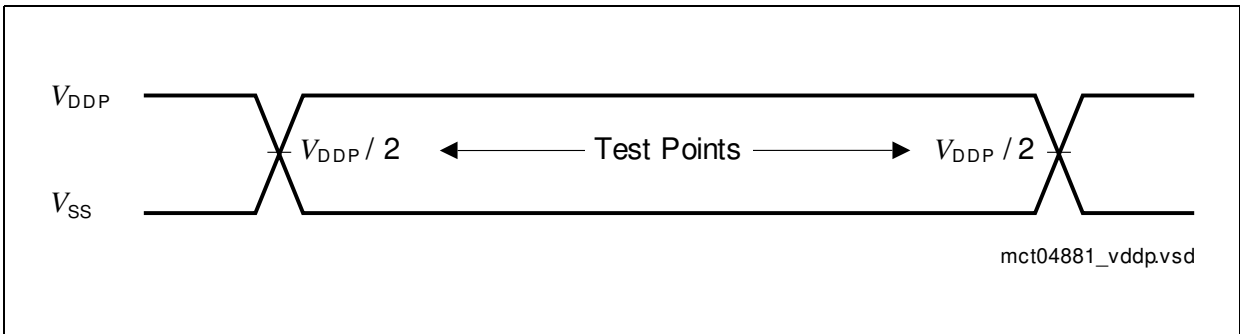 VDDP
VDDP / 2 Test Points VDDP / 2
VSS
mct04881_vddp.vsd